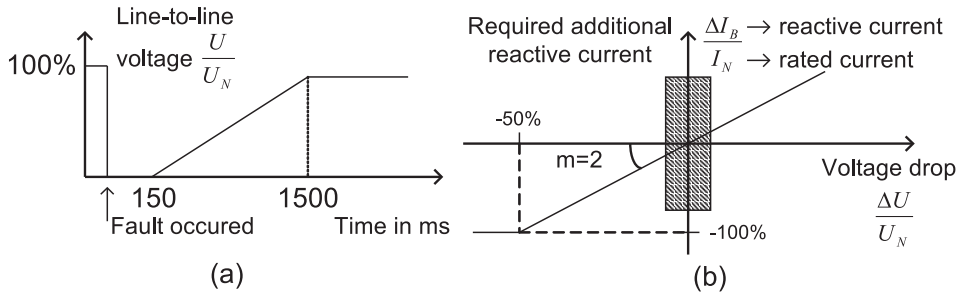 Line-to-line
voltage U/U_N
100%
150
1500
Time in ms
Fault occured
(a)
Required additional
reactive current
ΔI_B → reactive current
I_N → rated current
-50%
m=2
Voltage drop
ΔU/U_N
-100%
(b)